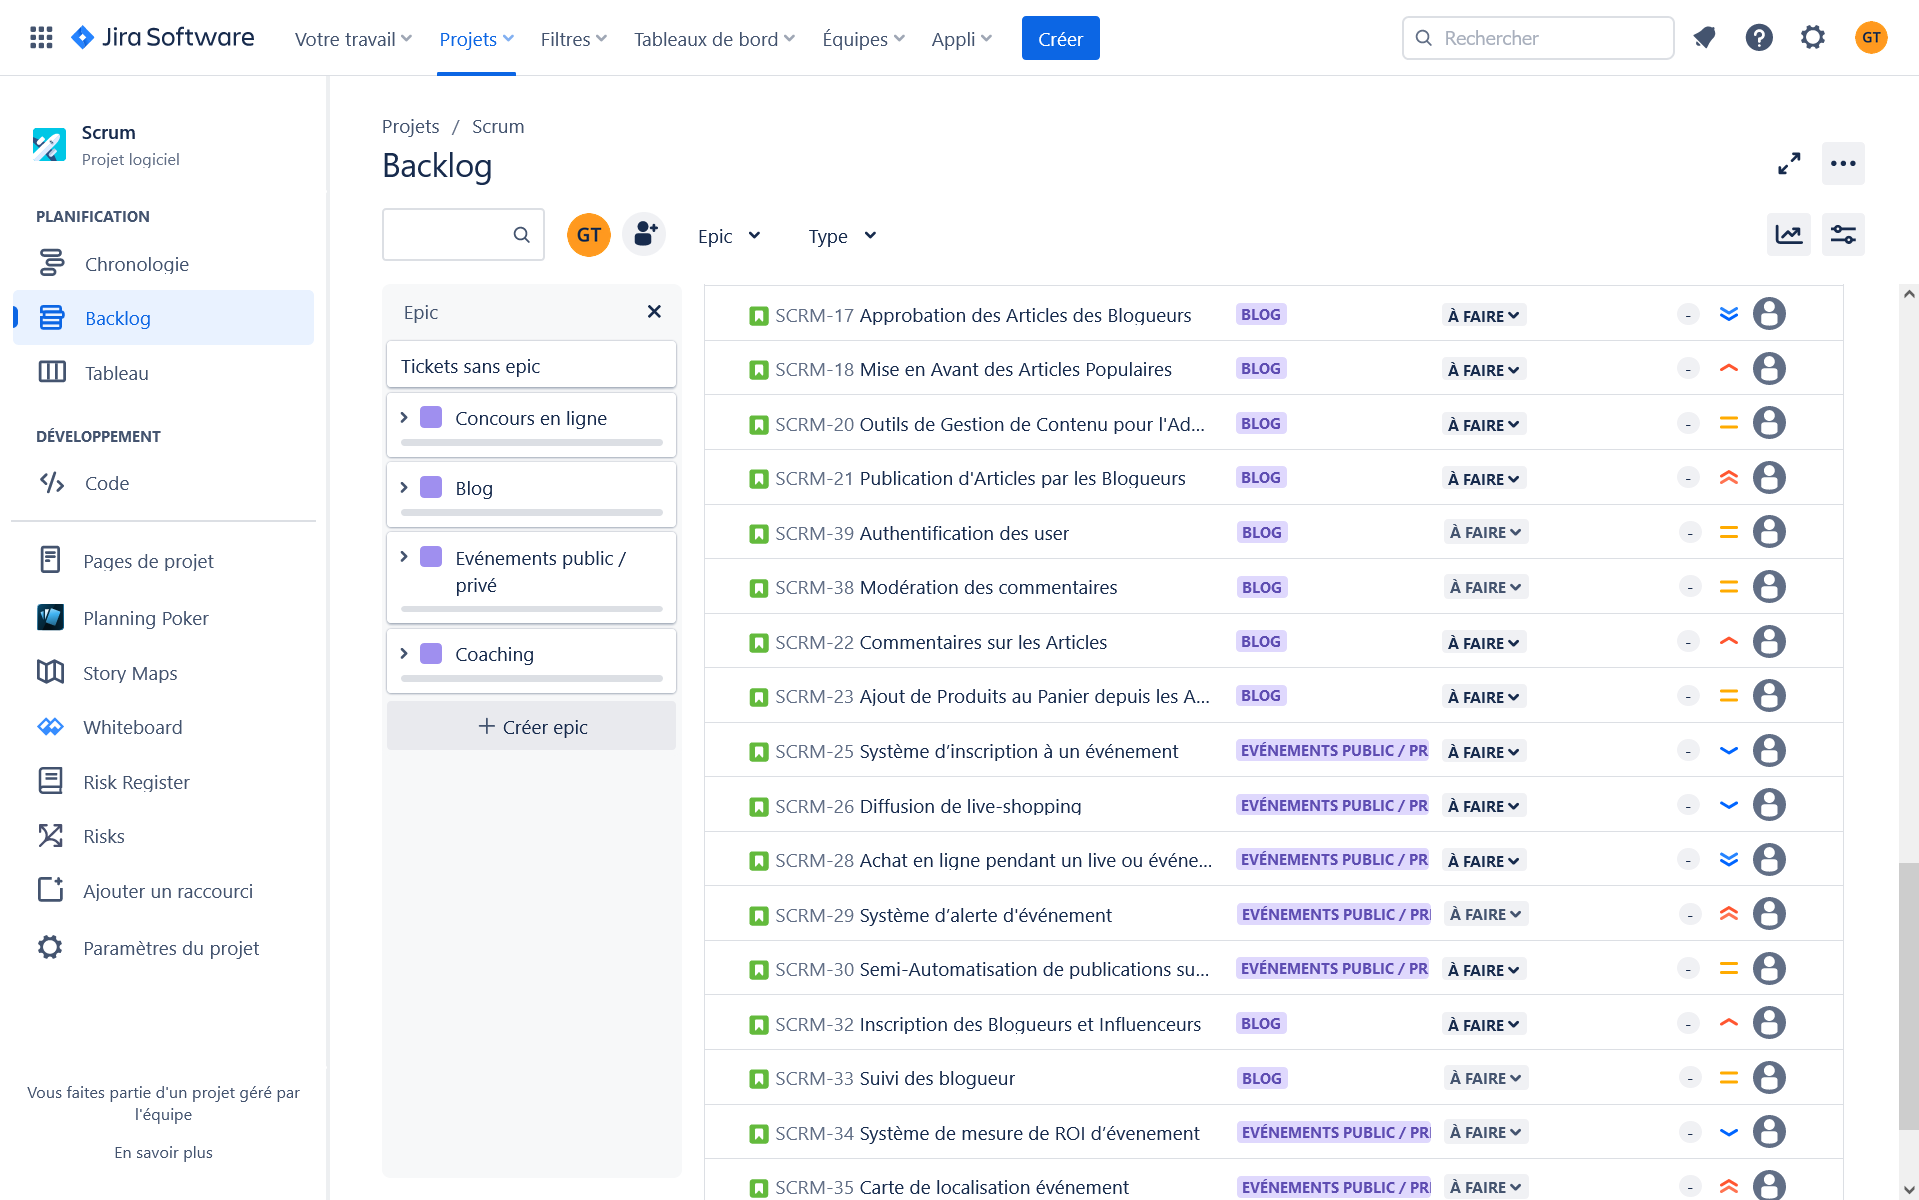 Jira Software
Votre travail
Projets
Filtres
Tableaux de bord
Équipes
Appli
Créer
Rechercher
GT
Scrum
Projet logiciel
PLANIFICATION
Chronologie
Backlog
Tableau
DÉVELOPPEMENT
Code
Pages de projet
Planning Poker
Story Maps
Whiteboard
Risk Register
Risks
Ajouter un raccourci
Paramètres du projet
Vous faites partie d'un projet géré par
l'équipe
En savoir plus
Projets / Scrum
Backlog
GT
Epic
Type
Epic
Tickets sans epic
Concours en ligne
Blog
Evénements public /
privé
Coaching
+ Créer epic
SCRM-17 Approbation des Articles des Blogueurs BLOG À FAIRE -
SCRM-18 Mise en Avant des Articles Populaires BLOG À FAIRE -
SCRM-20 Outils de Gestion de Contenu pour l'Ad... BLOG À FAIRE -
SCRM-21 Publication d'Articles par les Blogueurs BLOG À FAIRE -
SCRM-39 Authentification des user BLOG À FAIRE -
SCRM-38 Modération des commentaires BLOG À FAIRE -
SCRM-22 Commentaires sur les Articles BLOG À FAIRE -
SCRM-23 Ajout de Produits au Panier depuis les A... BLOG À FAIRE -
SCRM-25 Système d’inscription à un événement EVÉNEMENTS PUBLIC / PR À FAIRE -
SCRM-26 Diffusion de live-shopping EVÉNEMENTS PUBLIC / PR À FAIRE -
SCRM-28 Achat en ligne pendant un live ou événe... EVÉNEMENTS PUBLIC / PR À FAIRE -
SCRM-29 Système d’alerte d'événement EVÉNEMENTS PUBLIC / PRI À FAIRE -
SCRM-30 Semi-Automatisation de publications su... EVÉNEMENTS PUBLIC / PR À FAIRE -
SCRM-32 Inscription des Blogueurs et Influenceurs BLOG À FAIRE -
SCRM-33 Suivi des blogueur BLOG À FAIRE -
SCRM-34 Système de mesure de ROI d’évenement EVÉNEMENTS PUBLIC / PRI À FAIRE -
SCRM-35 Carte de localisation événement EVÉNEMENTS PUBLIC / PRI À FAIRE -